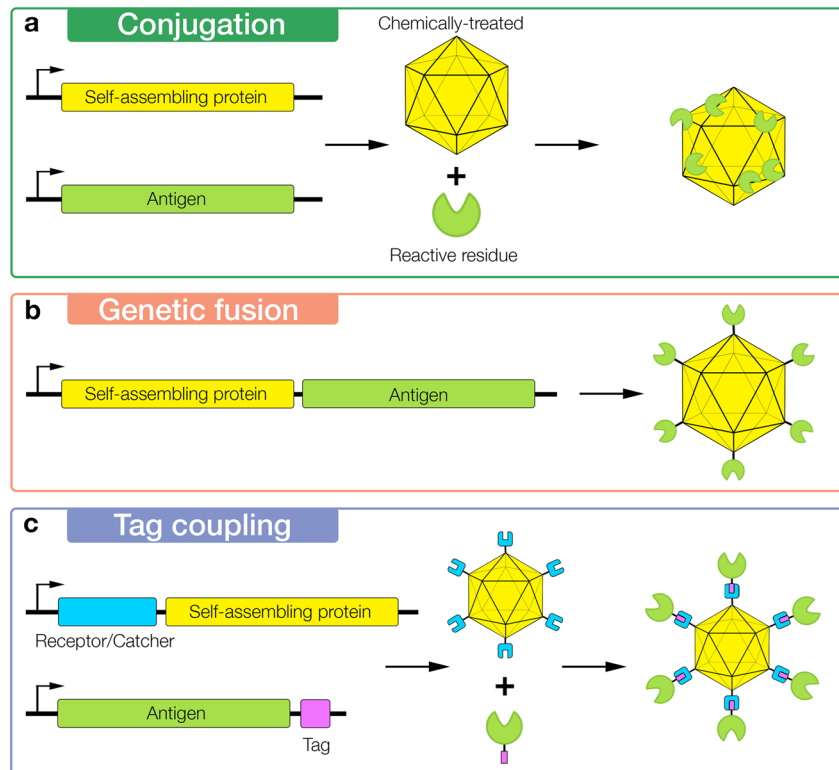 a
Conjugation
Chemically-treated
Self-assembling protein
+
Antigen
Reactive residue
b
Genetic fusion
Self-assembling protein
Antigen
c
Tag coupling
Self-assembling protein
Receptor/Catcher
+
Antigen
Tag